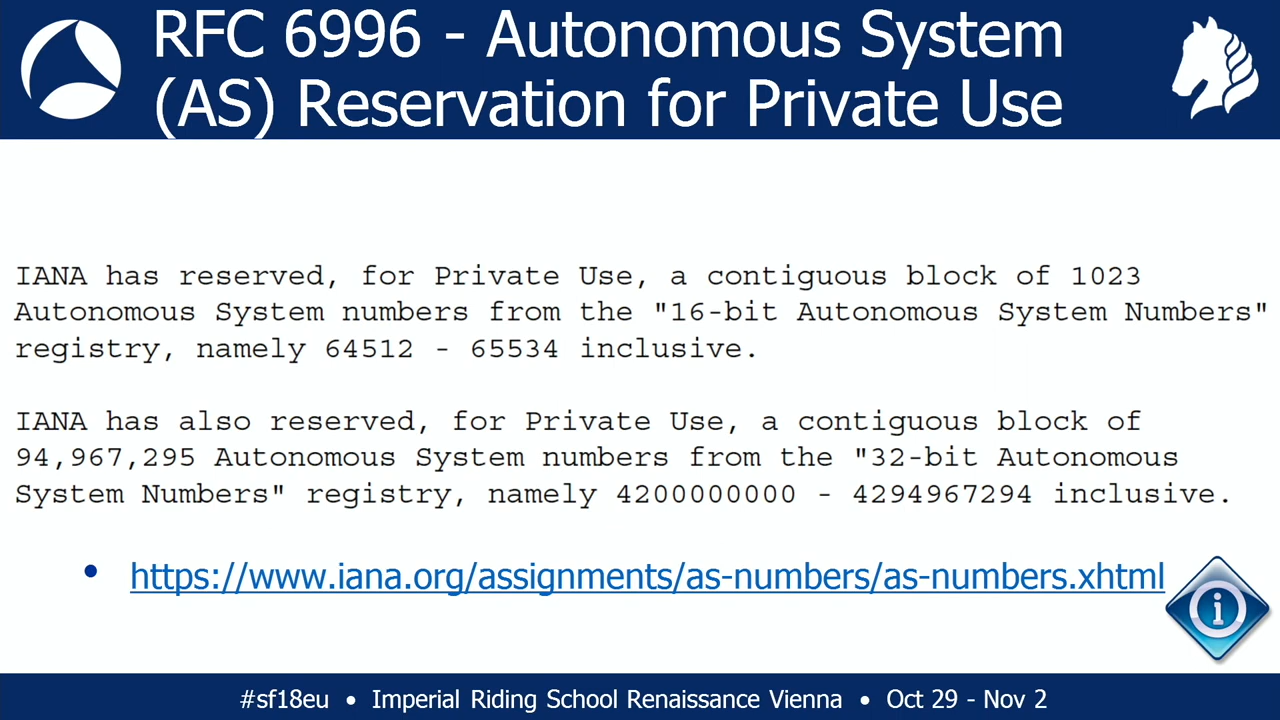 RFC 6996 - Autonomous System
(AS) Reservation for Private Use
IANA has reserved, for Private Use, a contiguous block of 1023
Autonomous System numbers from the "16-bit Autonomous System Numbers"
registry, namely 64512 - 65534 inclusive.
IANA has also reserved, for Private Use, a contiguous block of
94,967,295 Autonomous System numbers from the "32-bit Autonomous
System Numbers" registry, namely 4200000000 - 4294967294 inclusive.
• https://www.iana.org/assignments/as-numbers/as-numbers.xhtml
i
#sf18eu • Imperial Riding School Renaissance Vienna • Oct 29 - Nov 2